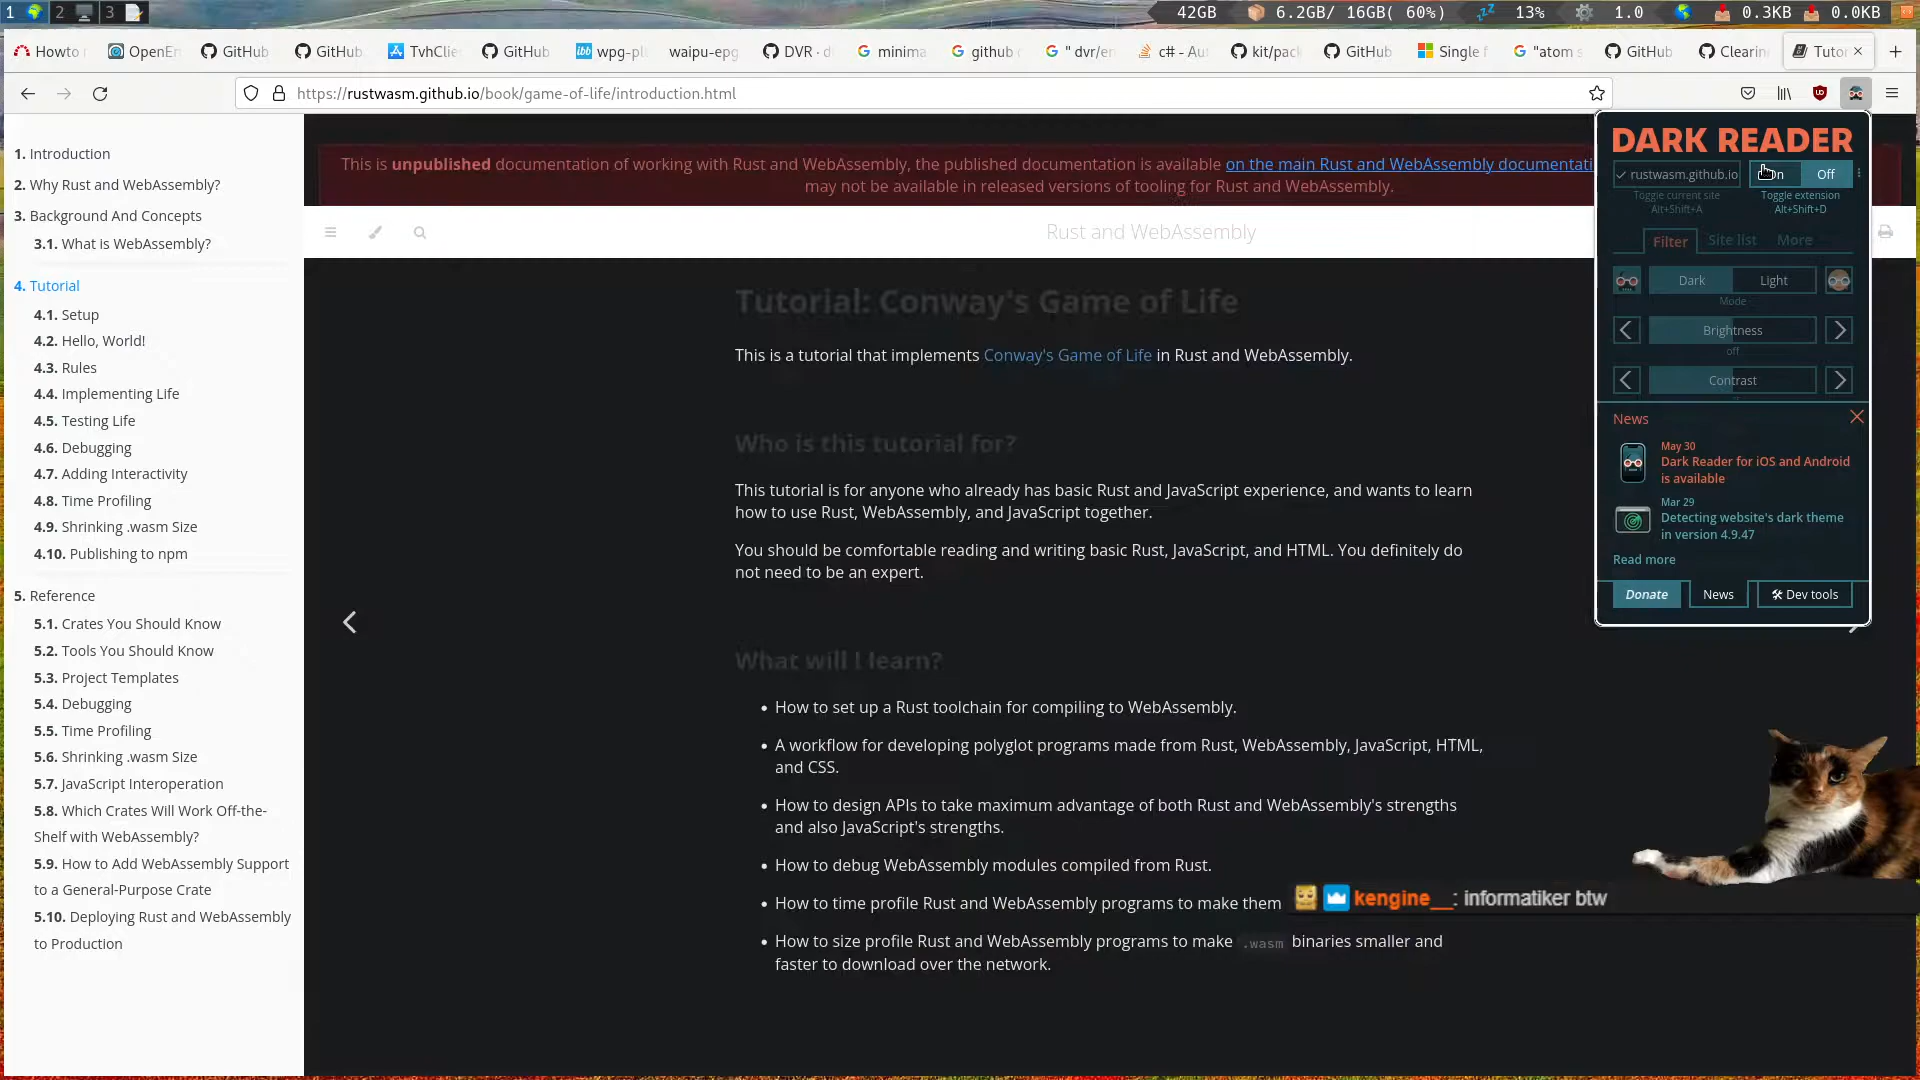 1 2 3 42GB 6.2GB/ 16GB( 60%) 13% 1.0 0.3KB 0.0KB
Howto OpenEn GitHub GitHub TvhClie GitHub wpg-pl waipu-epg DVR · d minima github " dvr/e c# - Au kit/pack GitHub Single f "atom s GitHub Clearin Tutor
https://rustwasm.github.io/book/game-of-life/introduction.html
1. Introduction
2. Why Rust and WebAssembly?
3. Background And Concepts
3.1. What is WebAssembly?
4. Tutorial
4.1. Setup
4.2. Hello, World!
4.3. Rules
4.4. Implementing Life
4.5. Testing Life
4.6. Debugging
4.7. Adding Interactivity
4.8. Time Profiling
4.9. Shrinking .wasm Size
4.10. Publishing to npm
5. Reference
5.1. Crates You Should Know
5.2. Tools You Should Know
5.3. Project Templates
5.4. Debugging
5.5. Time Profiling
5.6. Shrinking .wasm Size
5.7. JavaScript Interoperation
5.8. Which Crates Will Work Off-the-
Shelf with WebAssembly?
5.9. How to Add WebAssembly Support
to a General-Purpose Crate
5.10. Deploying Rust and WebAssembly
to Production
This is unpublished documentation of working with Rust and WebAssembly, the published documentation is available on the main Rust and WebAssembly documentati
may not be available in released versions of tooling for Rust and WebAssembly.
Rust and WebAssembly
Tutorial: Conway's Game of Life
This is a tutorial that implements Conway's Game of Life in Rust and WebAssembly.
Who is this tutorial for?
This tutorial is for anyone who already has basic Rust and JavaScript experience, and wants to learn
how to use Rust, WebAssembly, and JavaScript together.
You should be comfortable reading and writing basic Rust, JavaScript, and HTML. You definitely do
not need to be an expert.
What will I learn?
• How to set up a Rust toolchain for compiling to WebAssembly.
• A workflow for developing polyglot programs made from Rust, WebAssembly, JavaScript, HTML,
and CSS.
• How to design APIs to take maximum advantage of both Rust and WebAssembly's strengths
and also JavaScript's strengths.
• How to debug WebAssembly modules compiled from Rust.
• How to time profile Rust and WebAssembly programs to make them
• How to size profile Rust and WebAssembly programs to make .wasm binaries smaller and
faster to download over the network.
DARK READER
rustwasm.github.io On Off
Toggle current site Toggle extension
Alt+Shift+A Alt+Shift+D
Filter Site list More
Dark Light
Mode
Brightness
off
Contrast
News
May 30
Dark Reader for iOS and Android
is available
Mar 29
Detecting website's dark theme
in version 4.9.47
Read more
Donate News Dev tools
kengine__: informatiker btw